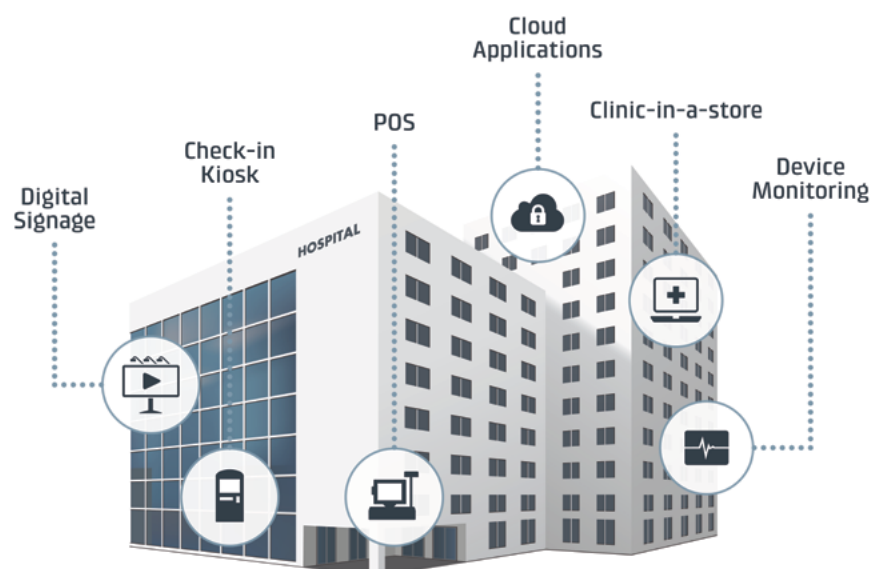 Cloud
Applications
Clinic-in-a-store
POS
Check-in
Kiosk
Device
Monitoring
Digital
Signage
HOSPITAL